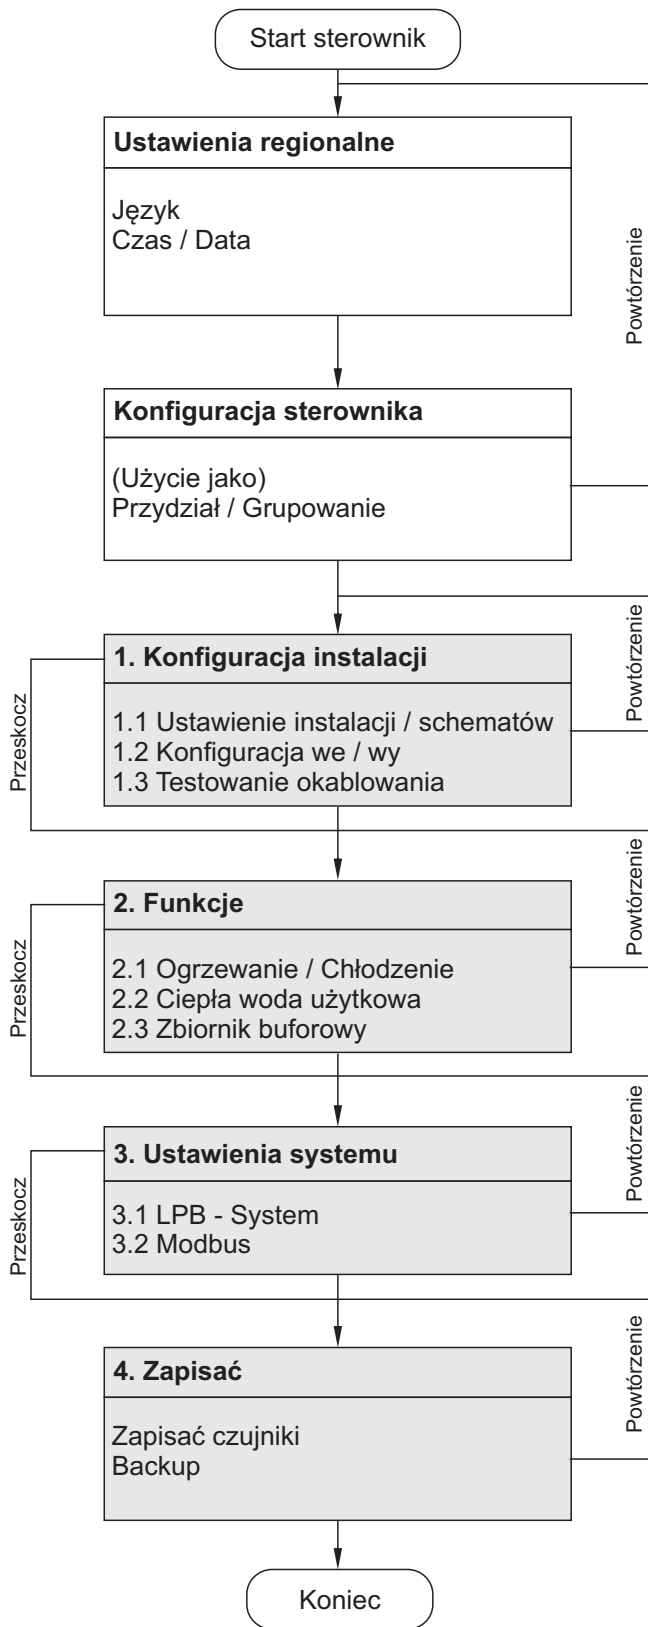 Start sterownik
Ustawienia regionalne
Język
Czas / Data
Powtórzenie
Konfiguracja sterownika
(Użycie jako)
Przydział / Grupowanie
Powtórzenie
1. Konfiguracja instalacji
Przeskocz
1.1 Ustawienie instalacji / schematów
1.2 Konfiguracja we / wy
1.3 Testowanie okablowania
Powtórzenie
2. Funkcje
Przeskocz
2.1 Ogrzewanie / Chłodzenie
2.2 Ciepła woda użytkowa
2.3 Zbiornik buforowy
Powtórzenie
3. Ustawienia systemu
Przeskocz
3.1 LPB - System
3.2 Modbus
Powtórzenie
4. Zapisać
Zapisać czujniki
Backup
Koniec